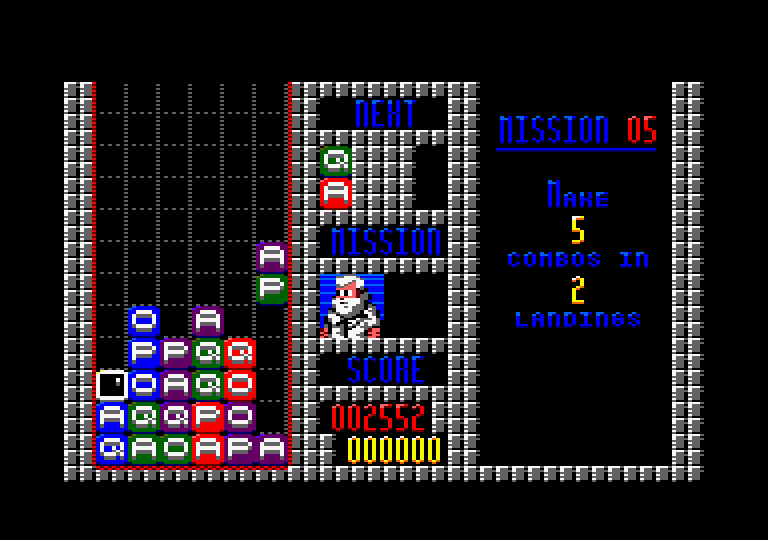 A
P
O A
P P Q Q
O A Q O
A Q Q P O
Q A O A P A
NEXT
Q
A
MISSION
SCORE
002552
000000
MISSION 05
Make
5
combos in
2
landings